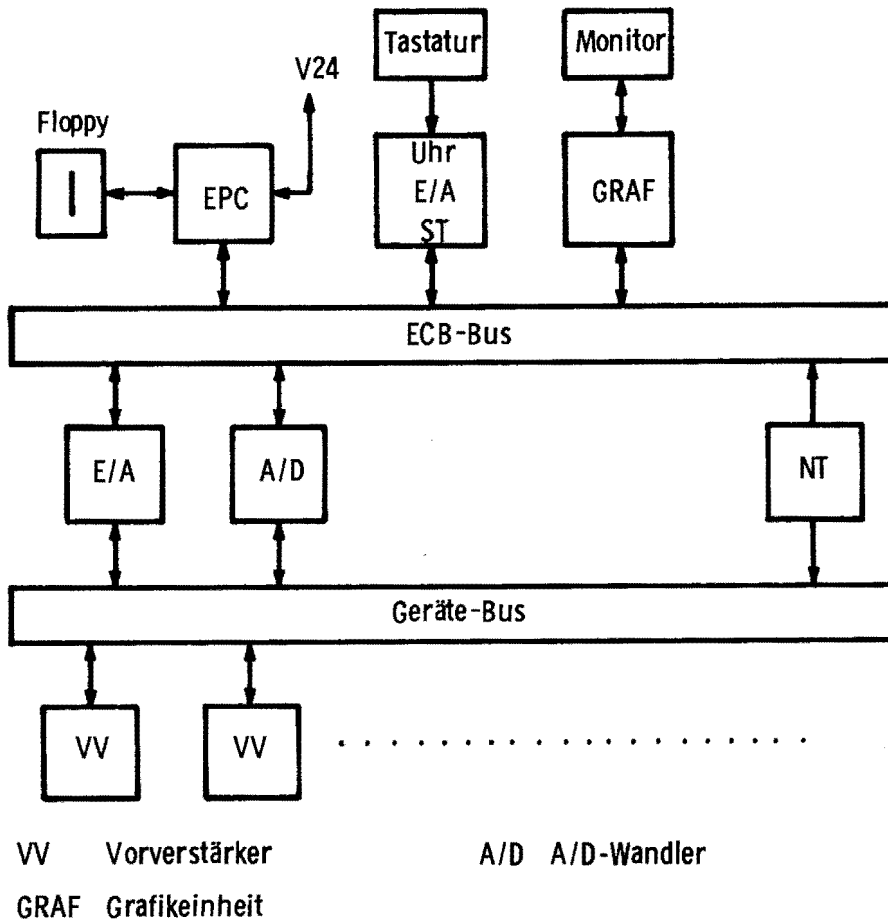 Tastatur
Monitor
V24
Floppy
EPC
Uhr
E/A
ST
GRAF
ECB-Bus
E/A
A/D
NT
Geräte-Bus
VV
VV
VV Vorverstärker
A/D A/D-Wandler
GRAF Grafikeinheit